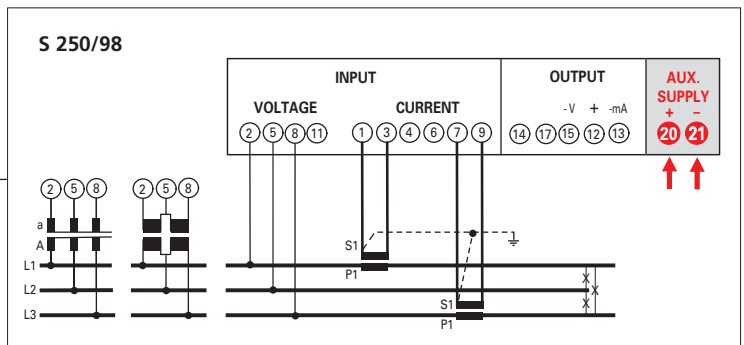 S 250/98
INPUT
OUTPUT
AUX.
SUPPLY
VOLTAGE
CURRENT
-V + -mA
+ −
2 5 8 11
1 3 4 6 7 9
14 17 15 12 13
20 21
2 5 8
2 5 8
a
A
S1
P1
L1
L2
L3
S1
P1
X
X
X